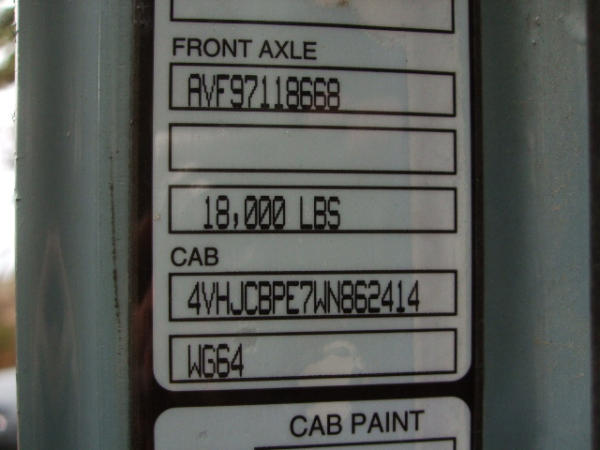 FRONT AXLE
AVF97118668
18,000 LBS
CAB
4VHJCBPE7WN862414
WG64
CAB PAINT